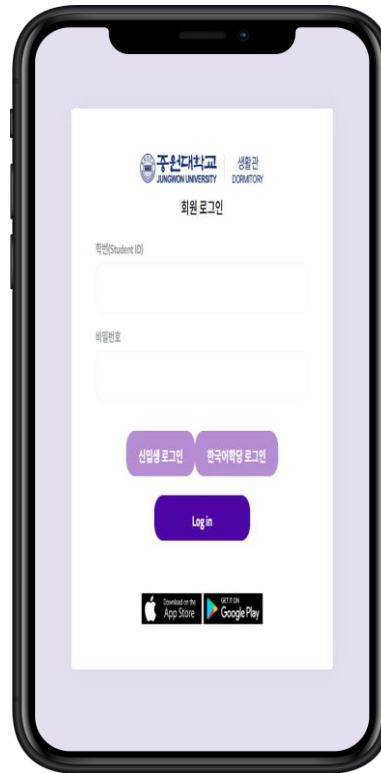 중원대학교 생활관
JUNGWON UNIVERSITY DORMITORY
회원 로그인
학번(Student ID)
비밀번호
신입생 로그인 한국어학당 로그인
Log in
Download on the GET IT ON
App Store Google Play